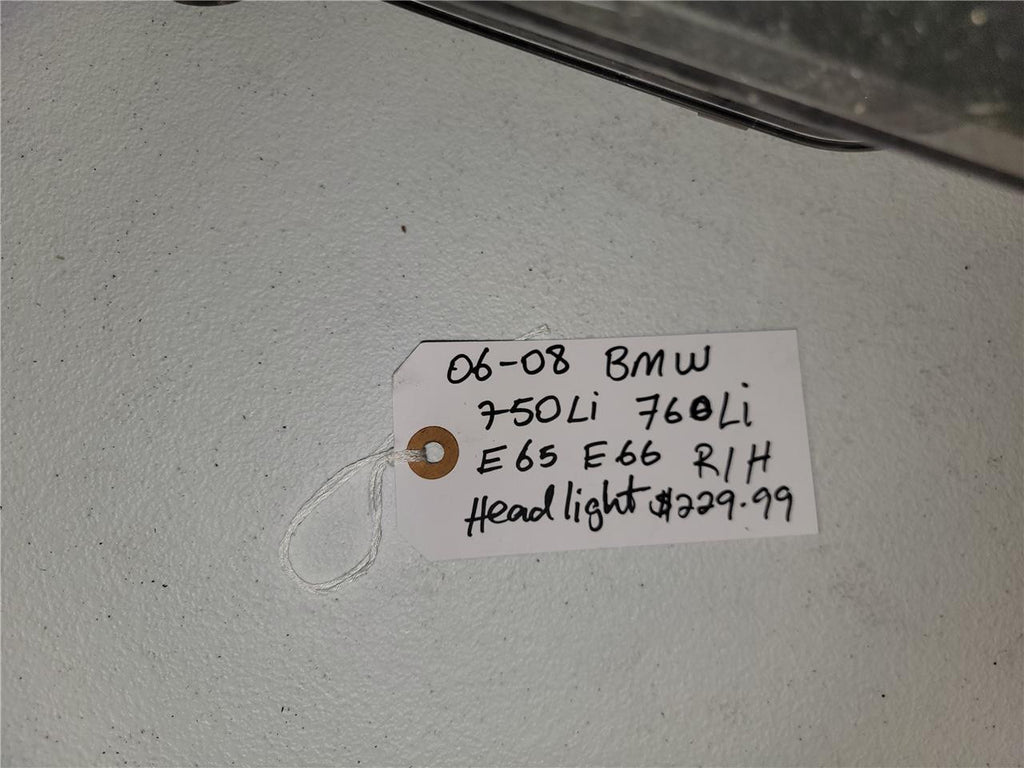 06-08 BMW
750Li 760Li
E65 E66 R/H
Headlight $229.99